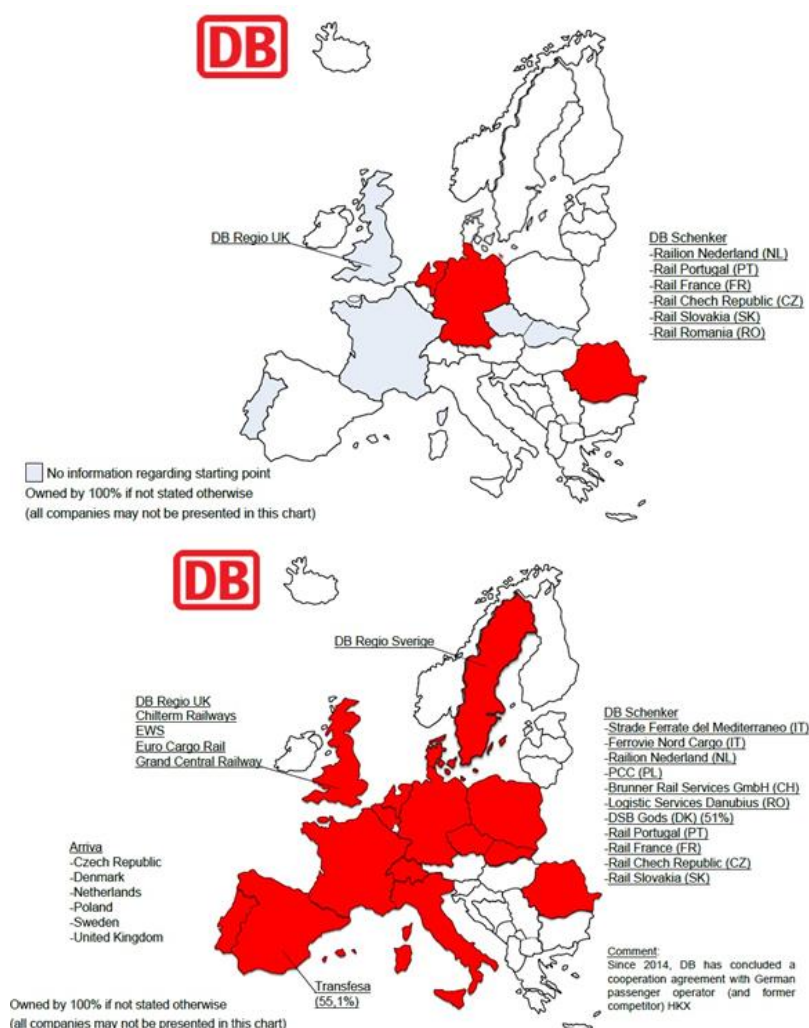 DB
DB Regio UK
DB Schenker
-Railion Nederland (NL)
-Rail Portugal (PT)
-Rail France (FR)
-Rail Chech Republic (CZ)
-Rail Slovakia (SK)
-Rail Romania (RO)
No information regarding starting point
Owned by 100% if not stated otherwise
(all companies may not be presented in this chart)
DB
DB Regio Sverige
DB Regio UK
Chilterm Railways
EWS
Euro Cargo Rail
Grand Central Railway
DB Schenker
-Strade Ferrate del Mediterraneo (IT)
-Ferrovie Nord Cargo (IT)
-Railion Nederland (NL)
-PCC (PL)
-Brunner Rail Services GmbH (CH)
-Logistic Services Danubius (RO)
-DSB Gods (DK) (51%)
-Rail Portugal (PT)
-Rail France (FR)
-Rail Chech Republic (CZ)
-Rail Slovakia (SK)
Arriva
-Czech Republic
-Denmark
-Netherlands
-Poland
-Sweden
-United Kingdom
Transfesa
(55,1%)
Comment:
Since 2014, DB has concluded a
cooperation agreement with German
passenger operator (and former
competitor) HKX
Owned by 100% if not stated otherwise
(all companies may not be presented in this chart)